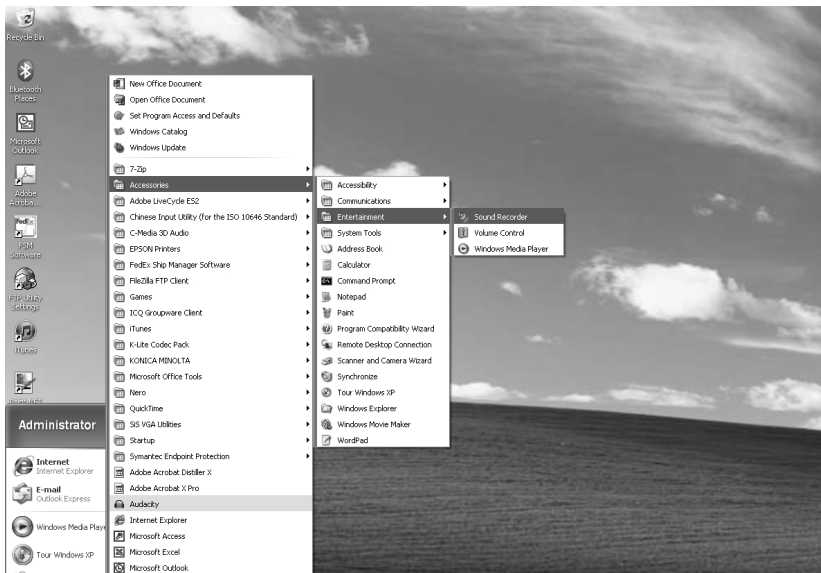 Recycle Bin
Bluetooth
Places
Microsoft
Outlook
Adobe
Acroba...
FedEx
FSM
Software
FTP Utility
Settings
iTunes
Administrator
Internet
Internet Explorer
E-mail
Outlook Express
Windows Media Playe
Tour Windows XP
New Office Document
Open Office Document
Set Program Access and Defaults
Windows Catalog
Windows Update
7-Zip
Accessories
Adobe LiveCycle ES2
Chinese Input Utility (for the ISO 10646 Standard)
C-Media 3D Audio
EPSON Printers
FedEx Ship Manager Software
FileZilla FTP Client
Games
ICQ Groupware Client
iTunes
K-Lite Codec Pack
KONICA MINOLTA
Microsoft Office Tools
Nero
QuickTime
SiS VGA Utilities
Startup
Symantec Endpoint Protection
Adobe Acrobat Distiller X
Adobe Acrobat X Pro
Audacity
Internet Explorer
Microsoft Access
Microsoft Excel
Microsoft Outlook
Accessibility
Communications
Entertainment
System Tools
Address Book
Calculator
Command Prompt
Notepad
Paint
Program Compatibility Wizard
Remote Desktop Connection
Scanner and Camera Wizard
Synchronize
Tour Windows XP
Windows Explorer
Windows Movie Maker
WordPad
Sound Recorder
Volume Control
Windows Media Player